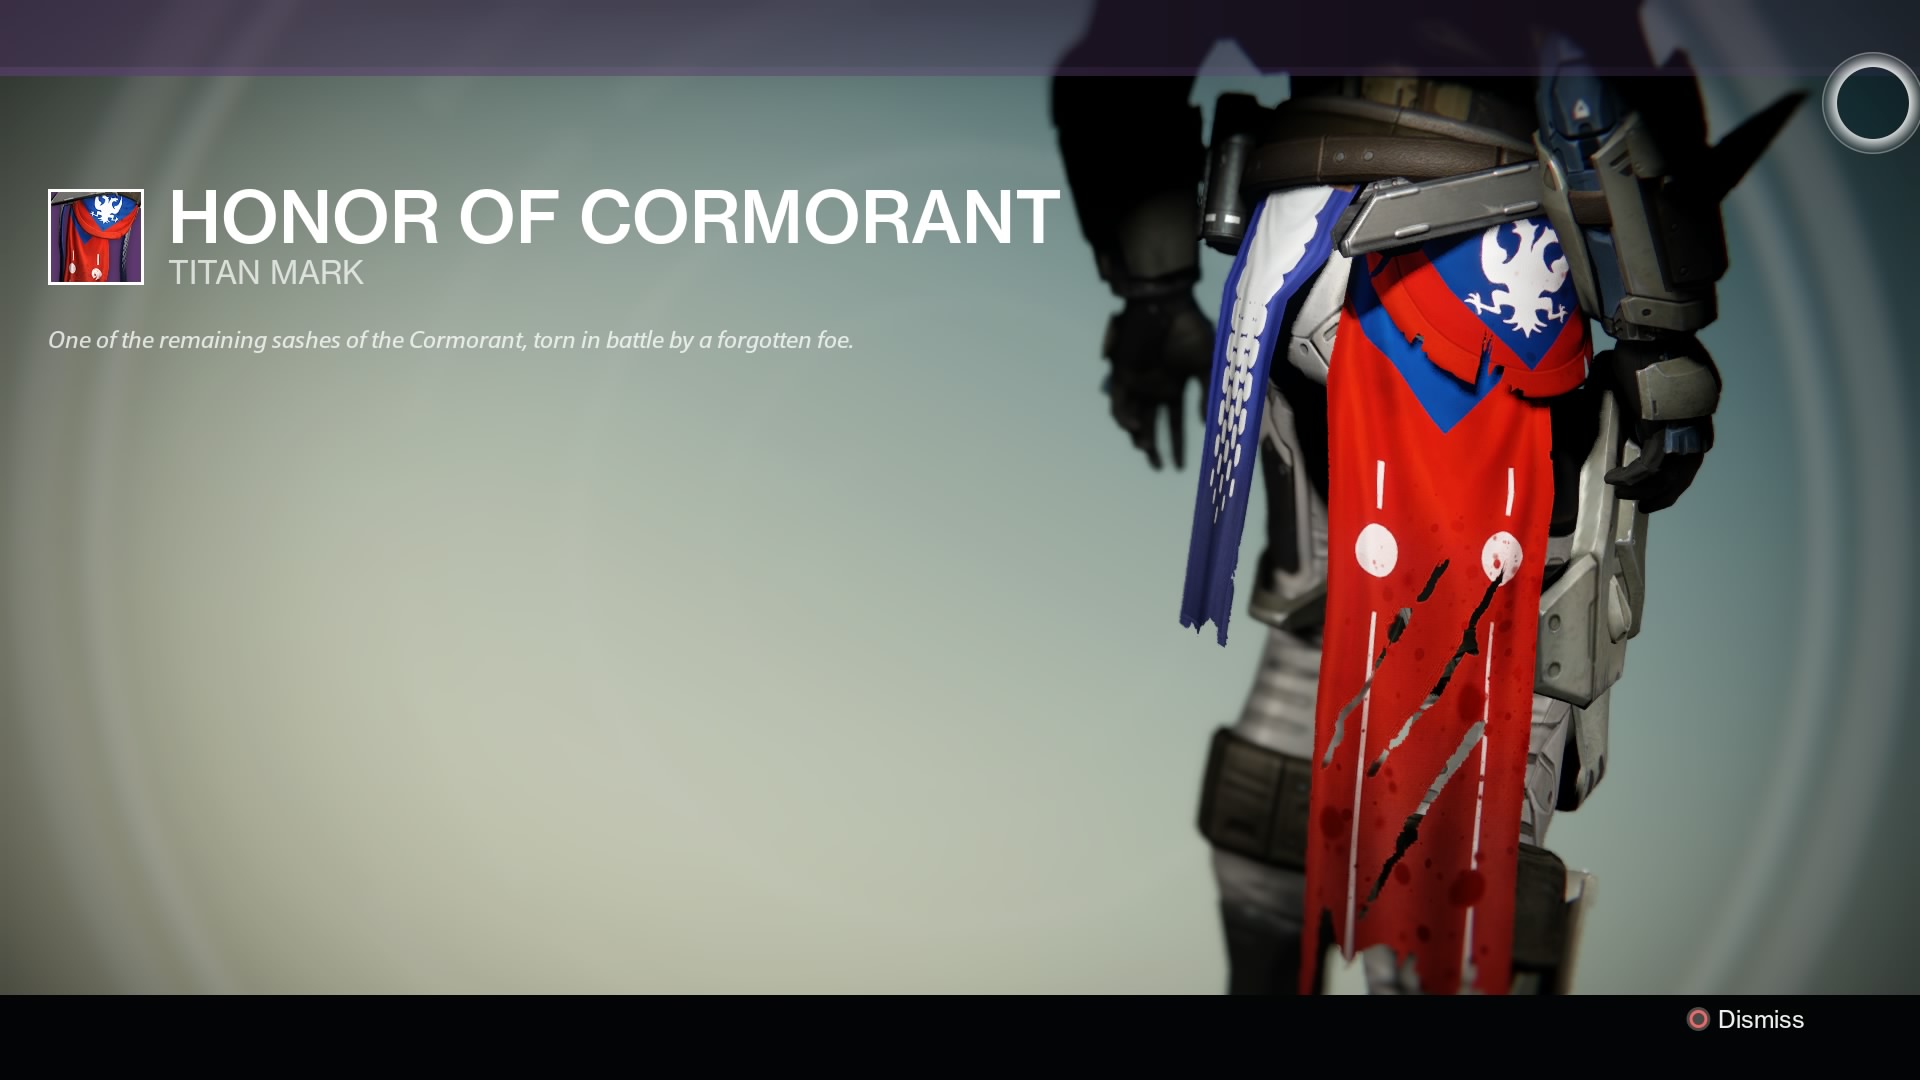 HONOR OF CORMORANT
TITAN MARK
One of the remaining sashes of the Cormorant, torn in battle by a forgotten foe.
Dismiss